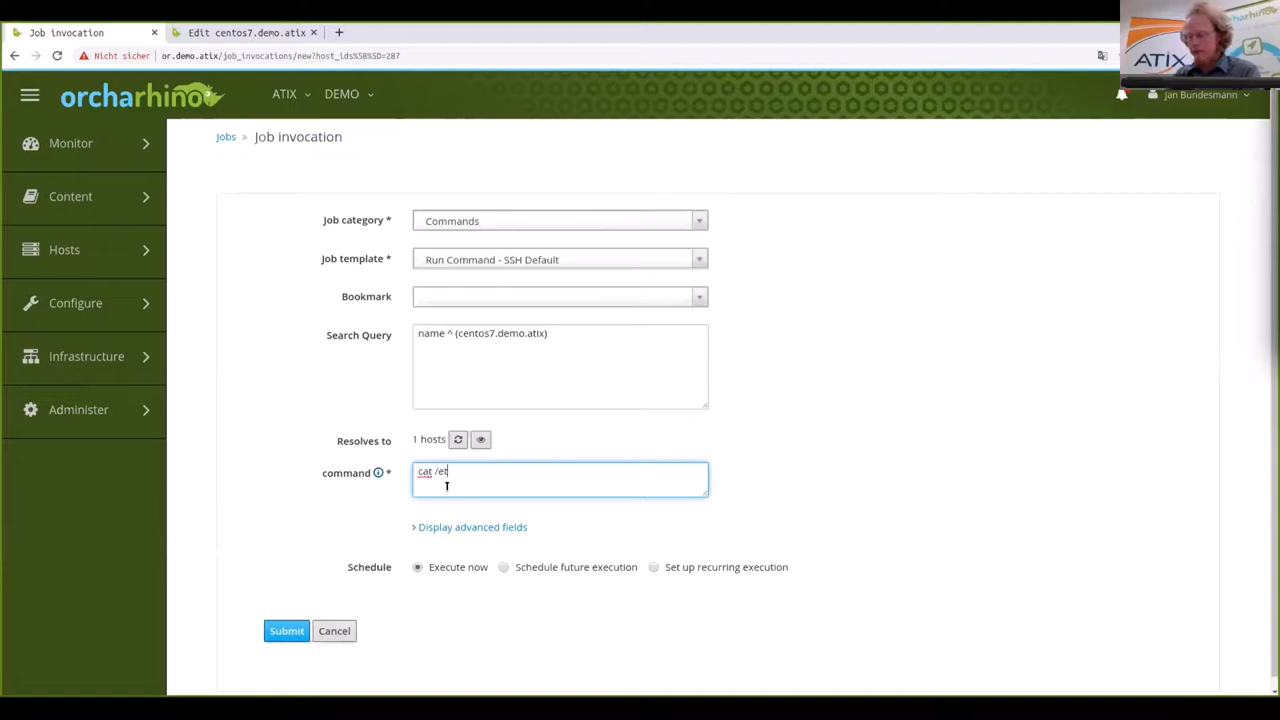 Job invocation
Edit centos7.demo.atix
Nicht sicher
or.demo.atix/job_invocations/new?host_ids%5B%5D=287
ATIX
orcharhino
ATIX
DEMO
Jan Bundesmann
Monitor
Content
Hosts
Configure
Infrastructure
Administer
Jobs » Job invocation
Job category *
Commands
Job template *
Run Command - SSH Default
Bookmark
Search Query
name ^ (centos7.demo.atix)
Resolves to
1 hosts
command *
cat /et
Display advanced fields
Schedule
Execute now
Schedule future execution
Set up recurring execution
Submit
Cancel